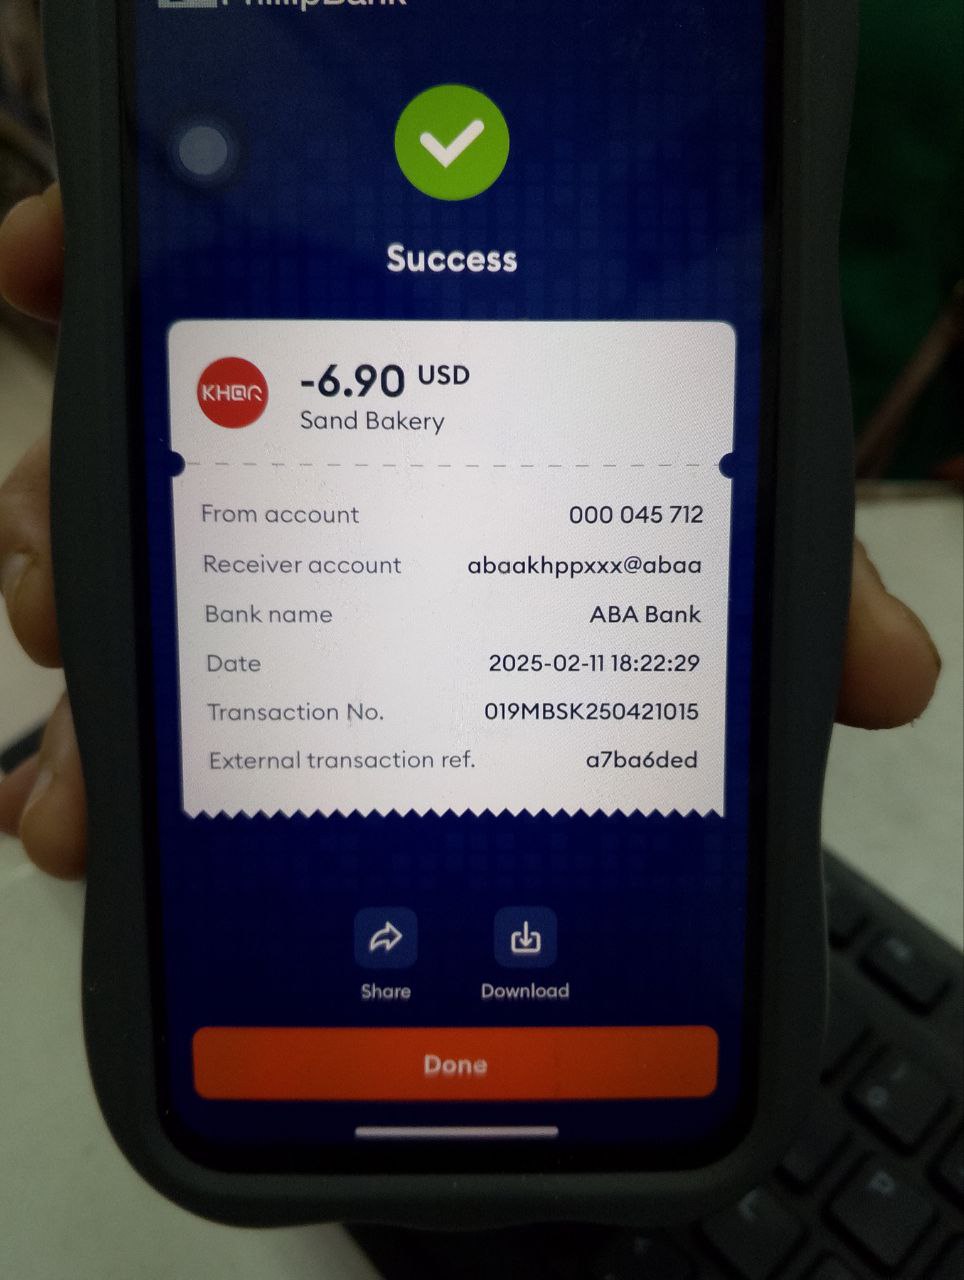 PhillipBank
Success
KHQR
-6.90 USD
Sand Bakery
From account 000 045 712
Receiver account abaakhppxxx@abaa
Bank name ABA Bank
Date 2025-02-11 18:22:29
Transaction No. 019MBSK250421015
External transaction ref. a7ba6ded
Share Download
Done
P
L